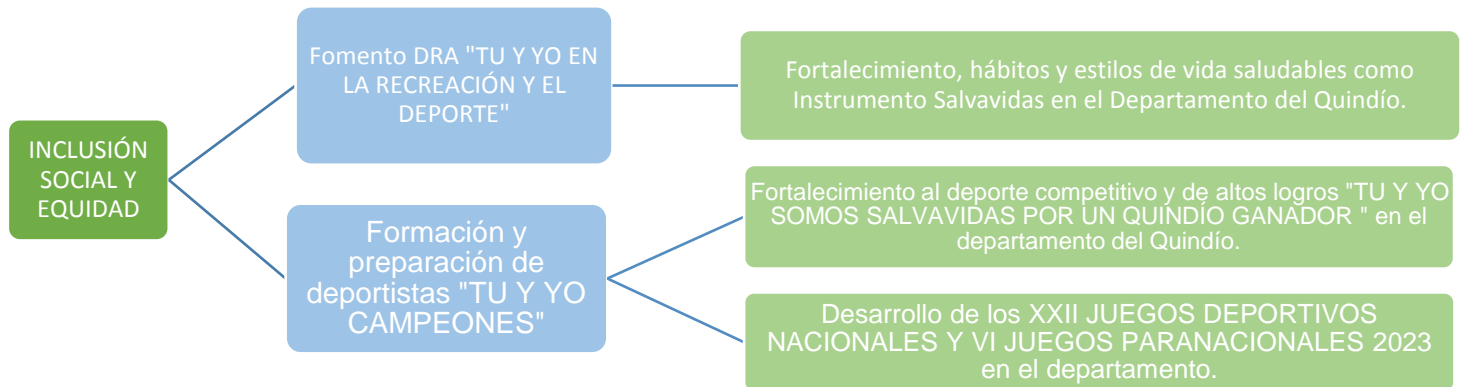 INCLUSIÓN
SOCIAL Y
EQUIDAD
Fomento DRA "TU Y YO EN
LA RECREACIÓN Y EL
DEPORTE"
Fortalecimiento, hábitos y estilos de vida saludables como
Instrumento Salvavidas en el Departamento del Quindío.
Formación y
preparación de
deportistas "TU Y YO
CAMPEONES"
Fortalecimiento al deporte competitivo y de altos logros "TU Y YO
SOMOS SALVAVIDAS POR UN QUINDÍO GANADOR " en el
departamento del Quindío.
Desarrollo de los XXII JUEGOS DEPORTIVOS
NACIONALES Y VI JUEGOS PARANACIONALES 2023
en el departamento.